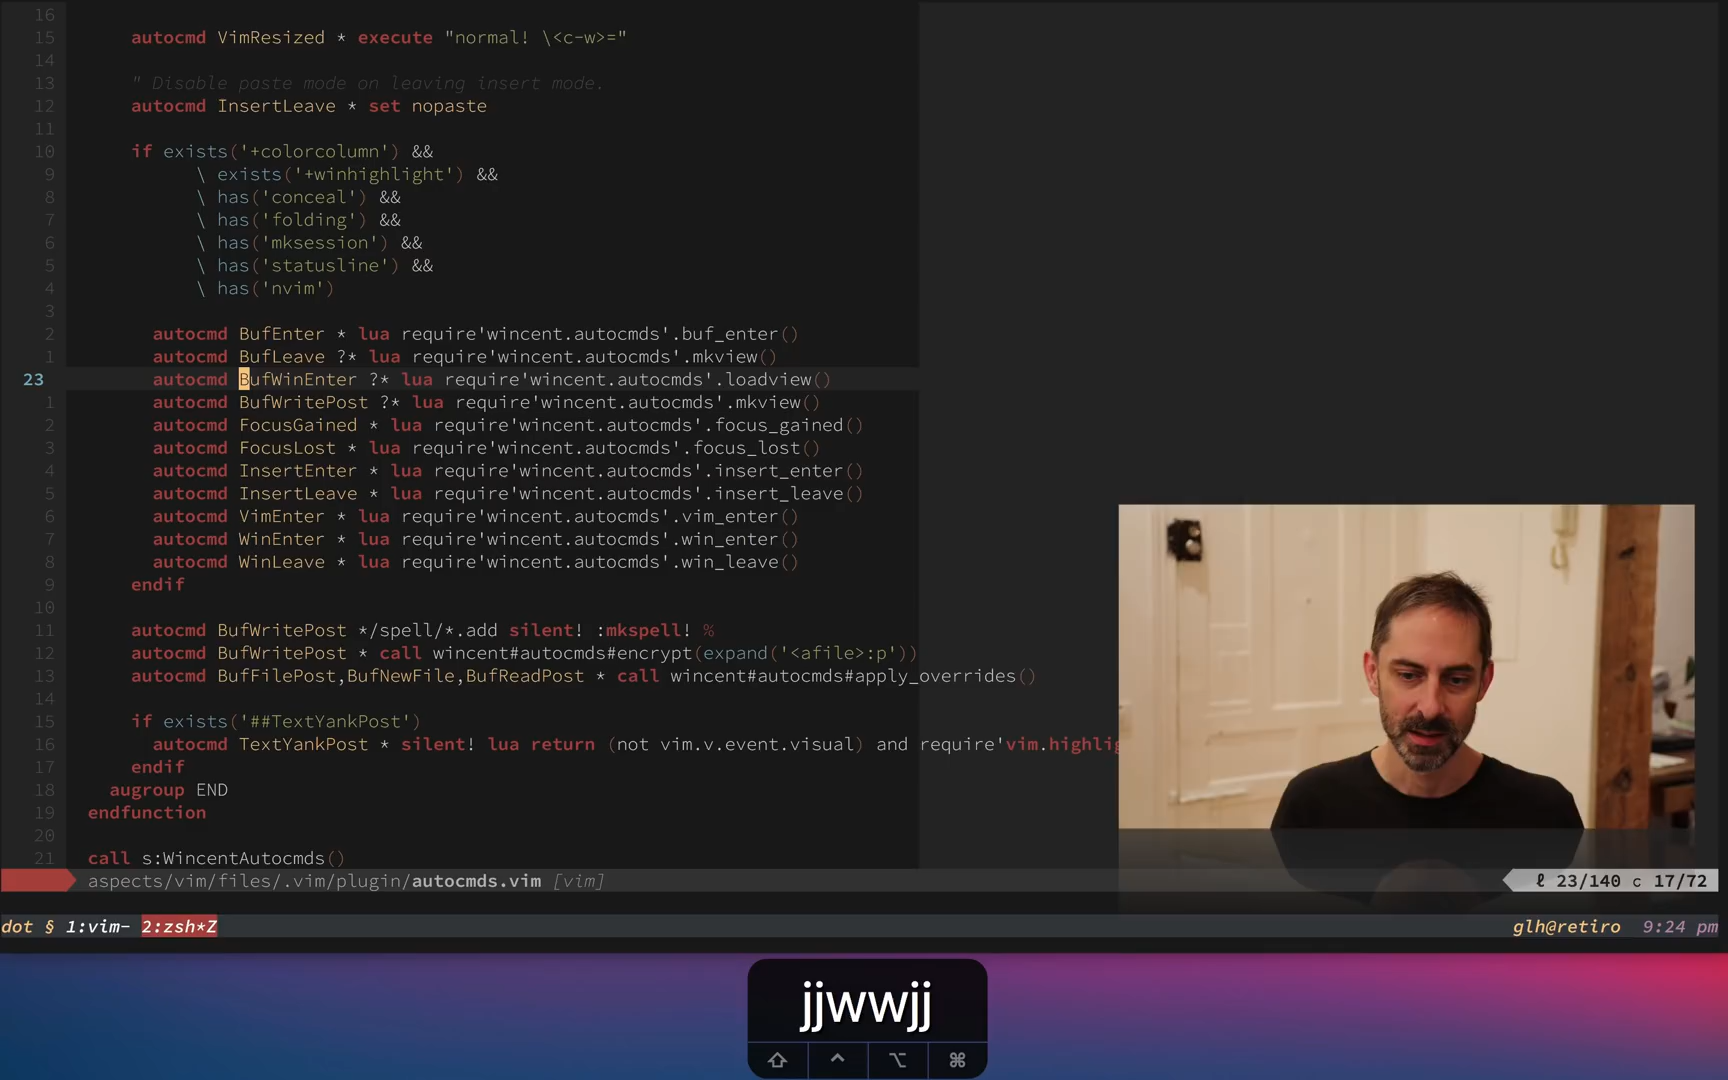 16
15 autocmd VimResized * execute "normal! \<c-w>="
14
13 " Disable paste mode on leaving insert mode.
12 autocmd InsertLeave * set nopaste
11
10 if exists('+colorcolumn') &&
9 \ exists('+winhighlight') &&
8 \ has('conceal') &&
7 \ has('folding') &&
6 \ has('mksession') &&
5 \ has('statusline') &&
4 \ has('nvim')
3
2 autocmd BufEnter * lua require'wincent.autocmds'.buf_enter()
1 autocmd BufLeave ?* lua require'wincent.autocmds'.mkview()
23 autocmd BufWinEnter ?* lua require'wincent.autocmds'.loadview()
1 autocmd BufWritePost ?* lua require'wincent.autocmds'.mkview()
2 autocmd FocusGained * lua require'wincent.autocmds'.focus_gained()
3 autocmd FocusLost * lua require'wincent.autocmds'.focus_lost()
4 autocmd InsertEnter * lua require'wincent.autocmds'.insert_enter()
5 autocmd InsertLeave * lua require'wincent.autocmds'.insert_leave()
6 autocmd VimEnter * lua require'wincent.autocmds'.vim_enter()
7 autocmd WinEnter * lua require'wincent.autocmds'.win_enter()
8 autocmd WinLeave * lua require'wincent.autocmds'.win_leave()
9 endif
10
11 autocmd BufWritePost */spell/*.add silent! :mkspell! %
12 autocmd BufWritePost * call wincent#autocmds#encrypt(expand('<afile>:p'))
13 autocmd BufFilePost,BufNewFile,BufReadPost * call wincent#autocmds#apply_overrides()
14
15 if exists('##TextYankPost')
16 autocmd TextYankPost * silent! lua return (not vim.v.event.visual) and require'vim.highlig
17 endif
18 augroup END
19 endfunction
20
21 call s:WincentAutocmds()
aspects/vim/files/.vim/plugin/autocmds.vim [vim] ℓ 23/140 c 17/72
dot § 1:vim- 2:zsh*Z glh@retiro 9:24 pm
jjwwjj
⇧ ^ ⌥ ⌘